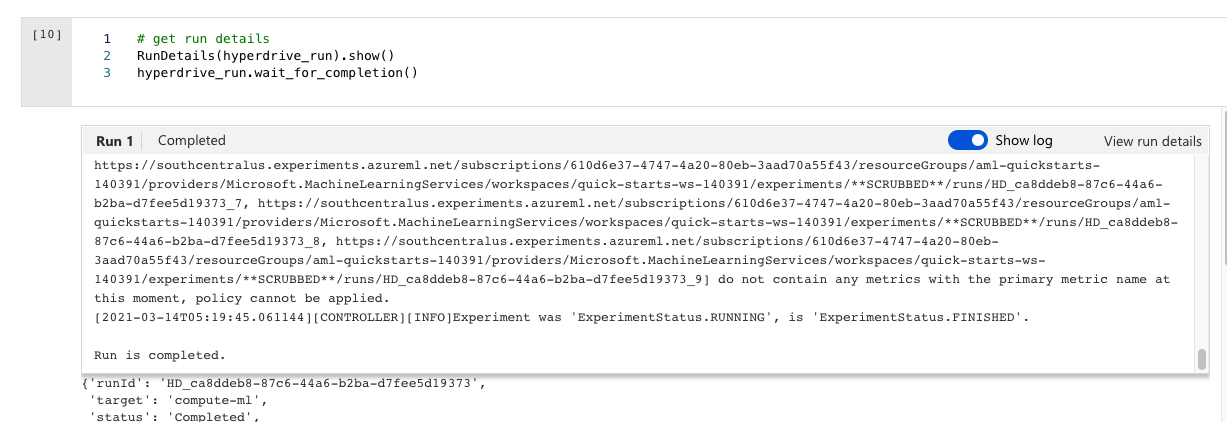 [10]
1 # get run details
2 RunDetails(hyperdrive_run).show()
3 hyperdrive_run.wait_for_completion()
Run 1 Completed Show log View run details
https://southcentralus.experiments.azureml.net/subscriptions/610d6e37-4747-4a20-80eb-3aad70a55f43/resourceGroups/aml-quickstarts-
140391/providers/Microsoft.MachineLearningServices/workspaces/quick-starts-ws-140391/experiments/**SCRUBBED**/runs/HD_ca8ddeb8-87c6-44a6-
b2ba-d7fee5d19373_7, https://southcentralus.experiments.azureml.net/subscriptions/610d6e37-4747-4a20-80eb-3aad70a55f43/resourceGroups/aml-
quickstarts-140391/providers/Microsoft.MachineLearningServices/workspaces/quick-starts-ws-140391/experiments/**SCRUBBED**/runs/HD_ca8ddeb8-
87c6-44a6-b2ba-d7fee5d19373_8, https://southcentralus.experiments.azureml.net/subscriptions/610d6e37-4747-4a20-80eb-
3aad70a55f43/resourceGroups/aml-quickstarts-140391/providers/Microsoft.MachineLearningServices/workspaces/quick-starts-ws-
140391/experiments/**SCRUBBED**/runs/HD_ca8ddeb8-87c6-44a6-b2ba-d7fee5d19373_9] do not contain any metrics with the primary metric name at
this moment, policy cannot be applied.
[2021-03-14T05:19:45.061144][CONTROLLER][INFO]Experiment was 'ExperimentStatus.RUNNING', is 'ExperimentStatus.FINISHED'.
Run is completed.
{'runId': 'HD_ca8ddeb8-87c6-44a6-b2ba-d7fee5d19373',
'target': 'compute-ml',
'status': 'Completed',